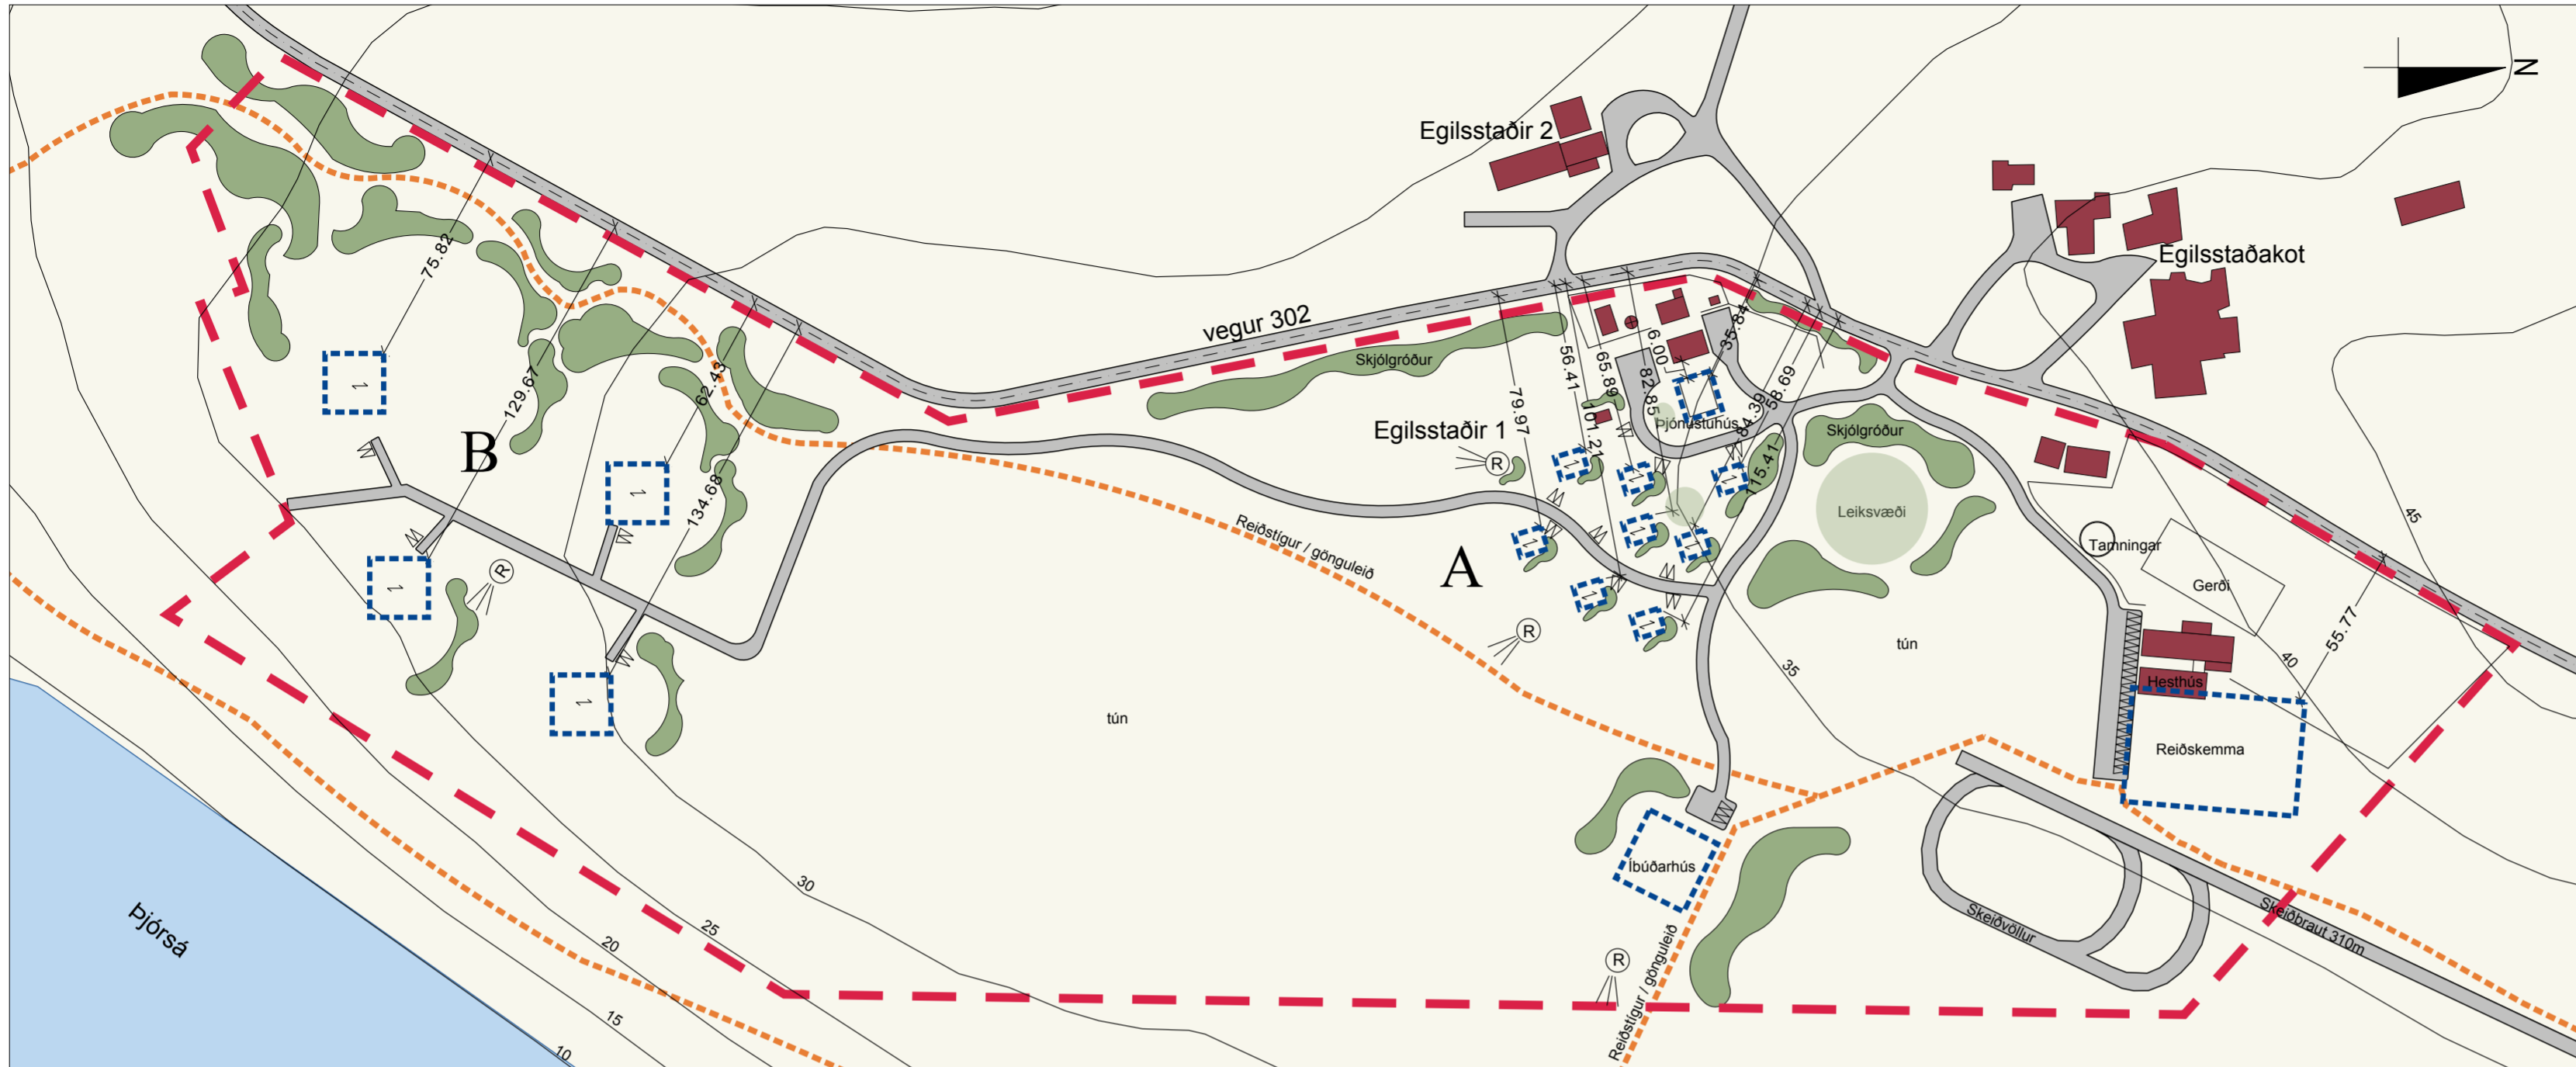 N
Egilsstaðir 2
Egilsstaðakot
75.82
vegur 302
35.84
6.00
Skjólgróður
56.41
65.89
82.85
58.69
129.67
62.43
79.97
101.21
84.39
Þjónustuhús
Egilsstaðir 1
Skjólgróður
B
R
115.41
134.68
Leiksvæði
45
Reiðstígur / gönguleið
Tamningar
R
A
Gerði
R
55.77
tún
35
40
Hesthús
tún
Reiðskemma
Íbúðarhús
30
Þjórsá
25
20
Skeiðvöllur
Skeiðbraut 310m
R
Reiðstígur / gönguleið
15
10